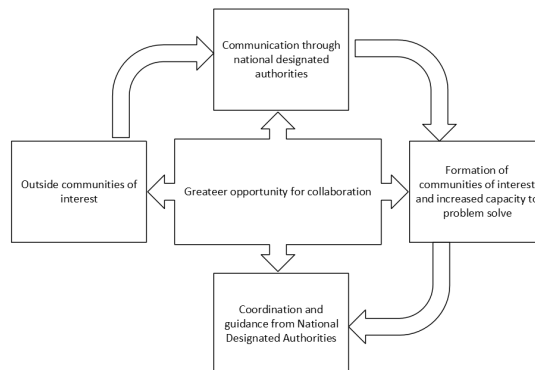 Communication through
national designated
authorities
Outside communities of
interest
Greateer opportunity for collaboration
Formation of
communities of interest
and increased capacity to
problem solve
Coordination and
guidance from National
Designated Authorities